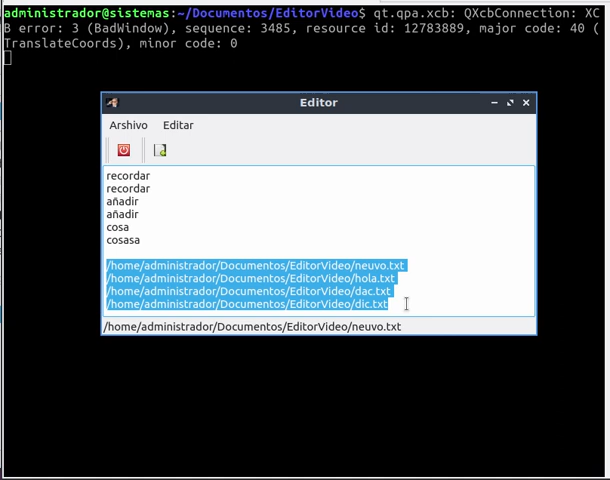 administrador@sistemas:~/Documentos/EditorVideo$ qt.qpa.xcb: QXcbConnection: XC
B error: 3 (BadWindow), sequence: 3485, resource id: 12783889, major code: 40 (
TranslateCoords), minor code: 0
Editor
Arshivo Editar
recordar
recordar
añadir
añadir
cosa
cosasa
/home/administrador/Documentos/EditorVideo/neuvo.txt
/home/administrador/Documentos/EditorVideo/hola.txt
/home/administrador/Documentos/EditorVideo/dac.txt
/home/administrador/Documentos/EditorVideo/dic.txt
/home/administrador/Documentos/EditorVideo/neuvo.txt